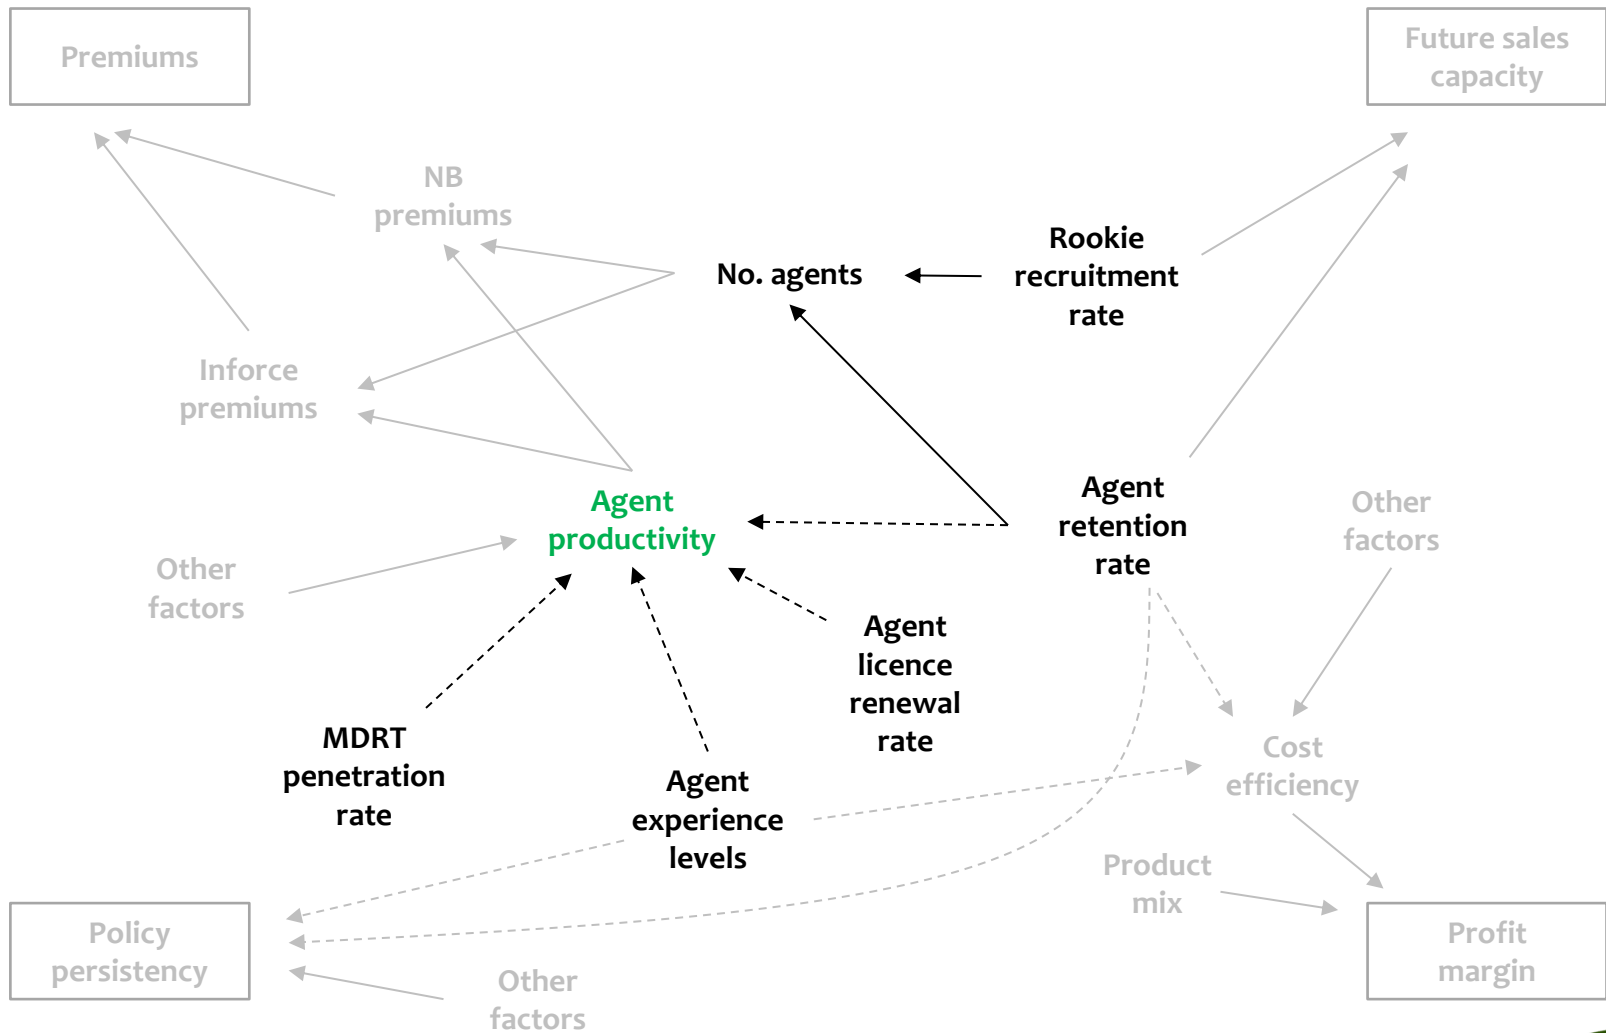 Premiums
Future sales
capacity
NB
premiums
Rookie
recruitment
rate
No. agents
Inforce
premiums
Agent
productivity
Agent
retention
rate
Other
factors
Other
factors
Agent
licence
renewal
rate
MDRT
penetration
rate
Agent
experience
levels
Cost
efficiency
Product
mix
Policy
persistency
Other
factors
Profit
margin